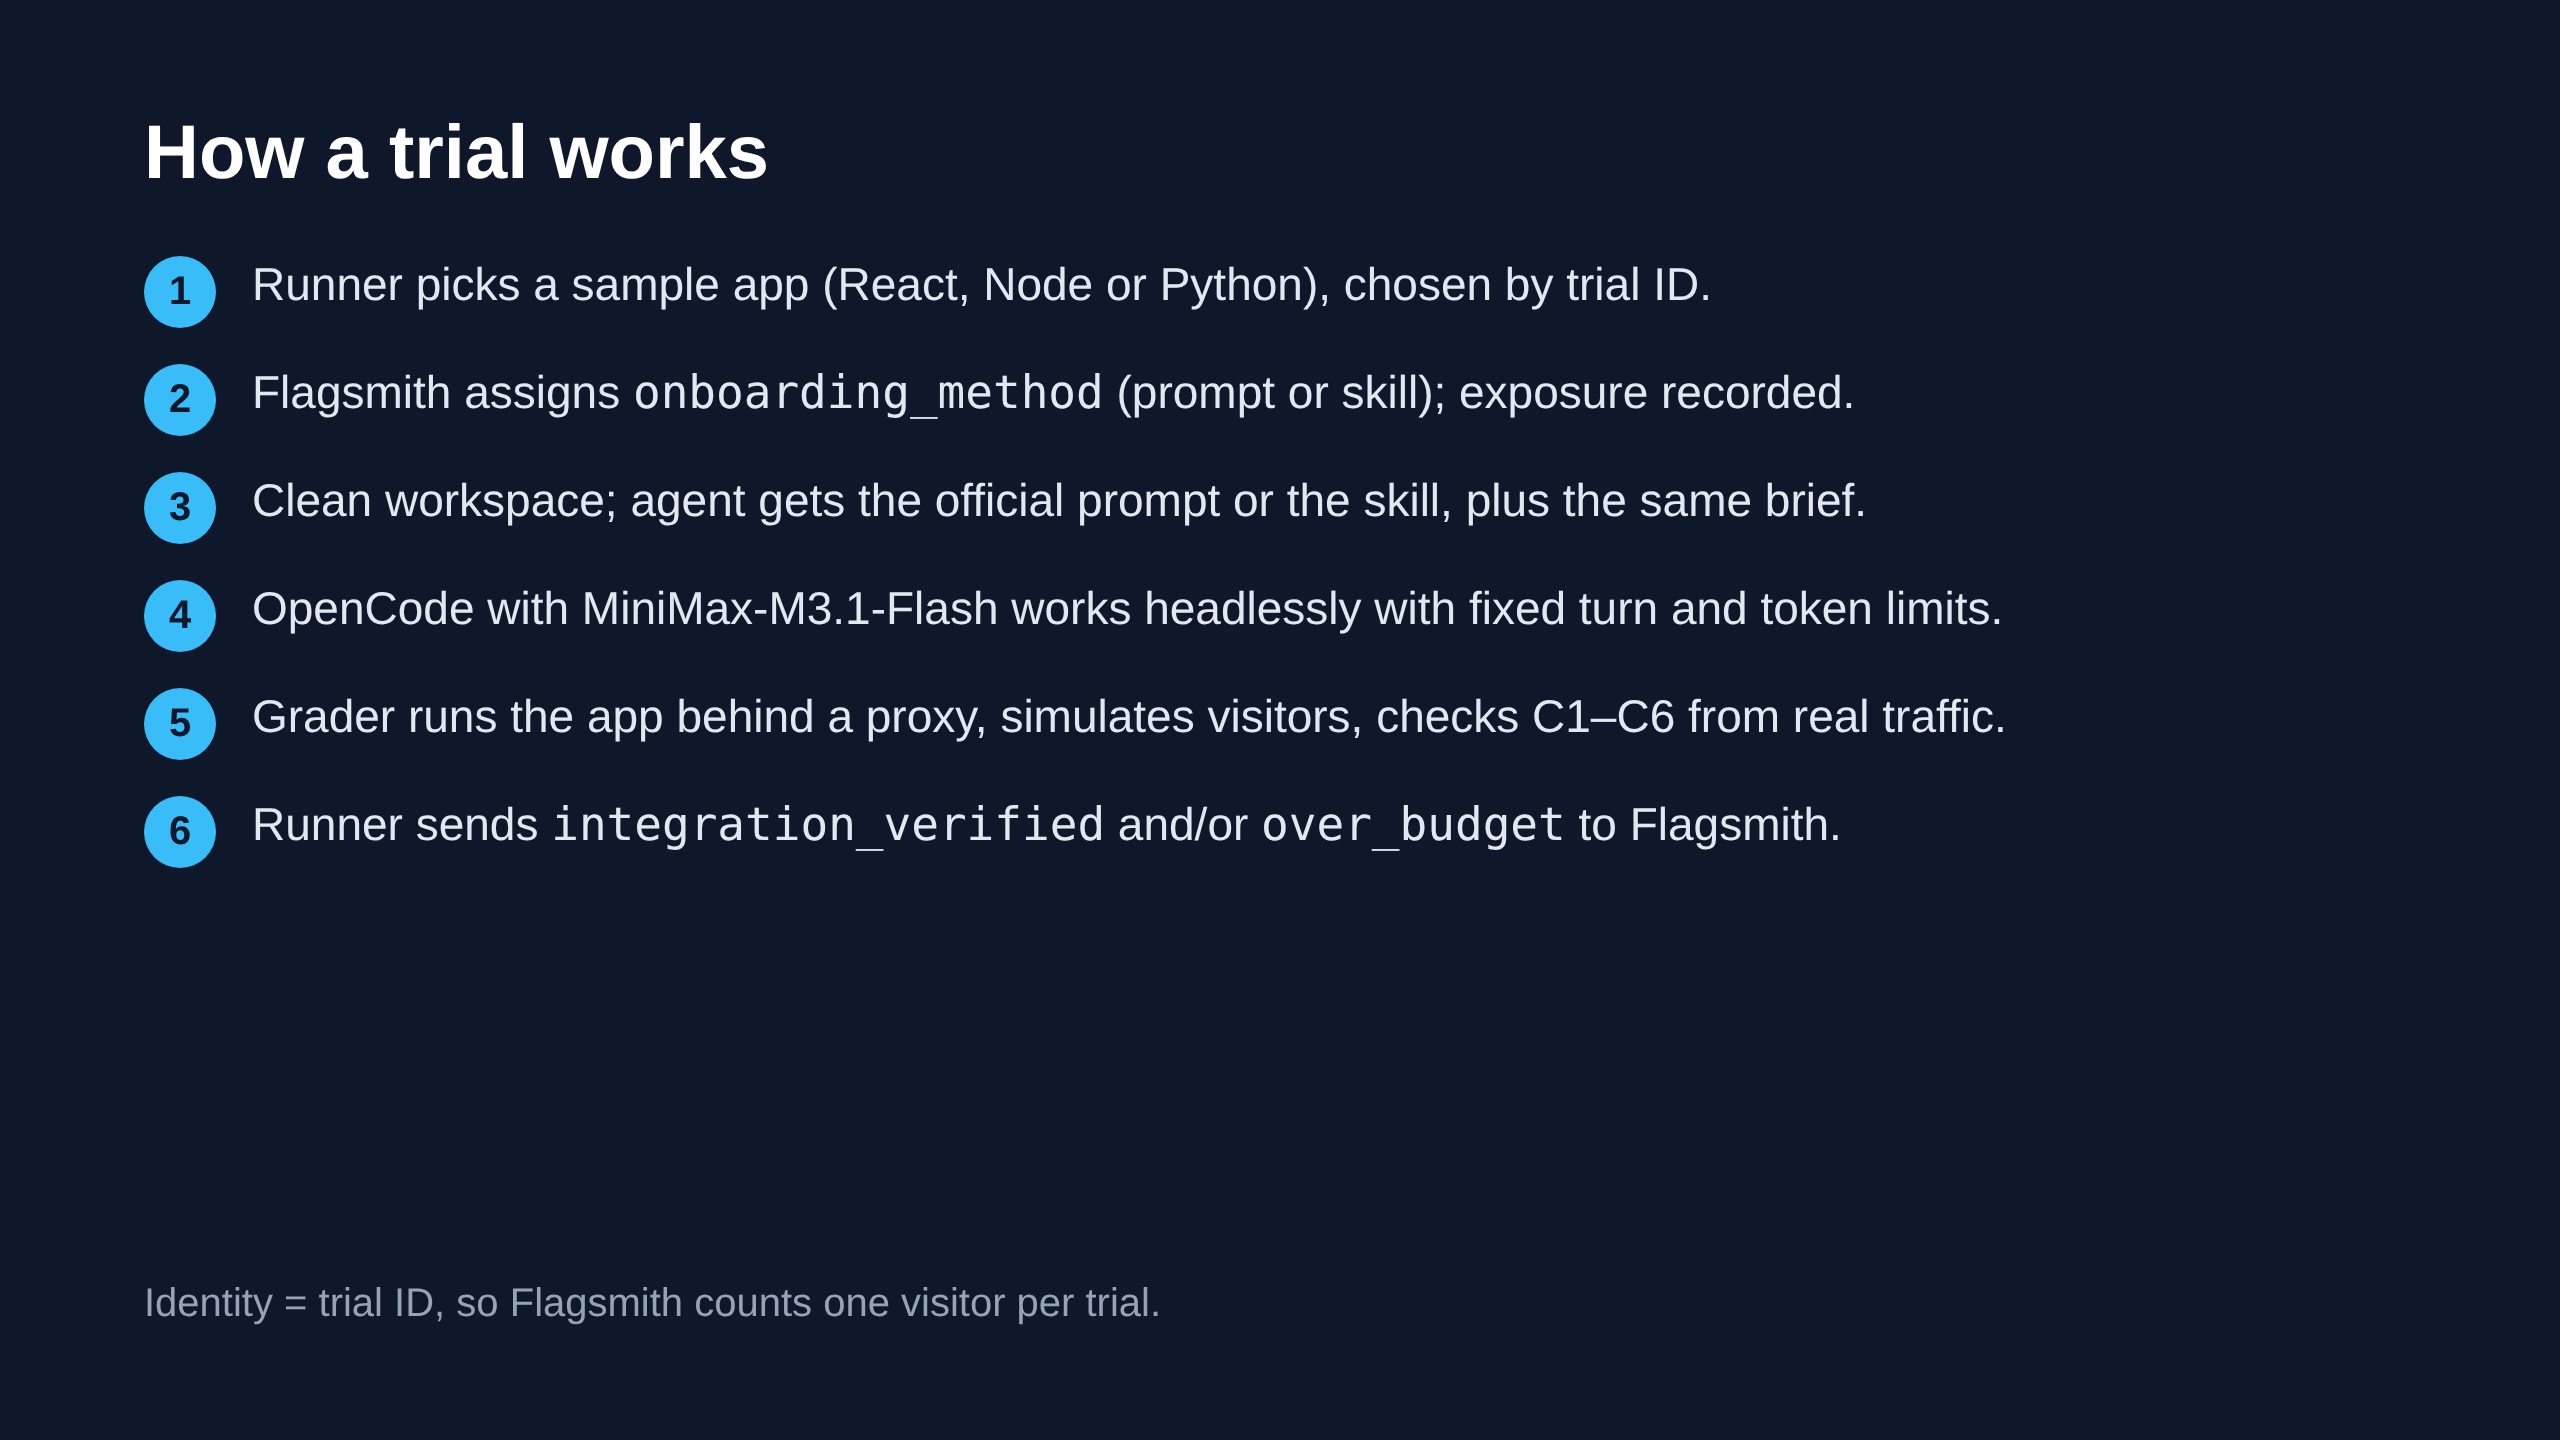 How a trial works
1 Runner picks a sample app (React, Node or Python), chosen by trial ID.
2 Flagsmith assigns onboarding_method (prompt or skill); exposure recorded.
3 Clean workspace; agent gets the official prompt or the skill, plus the same brief.
4 OpenCode with MiniMax-M3.1-Flash works headlessly with fixed turn and token limits.
5 Grader runs the app behind a proxy, simulates visitors, checks C1–C6 from real traffic.
6 Runner sends integration_verified and/or over_budget to Flagsmith.
Identity = trial ID, so Flagsmith counts one visitor per trial.